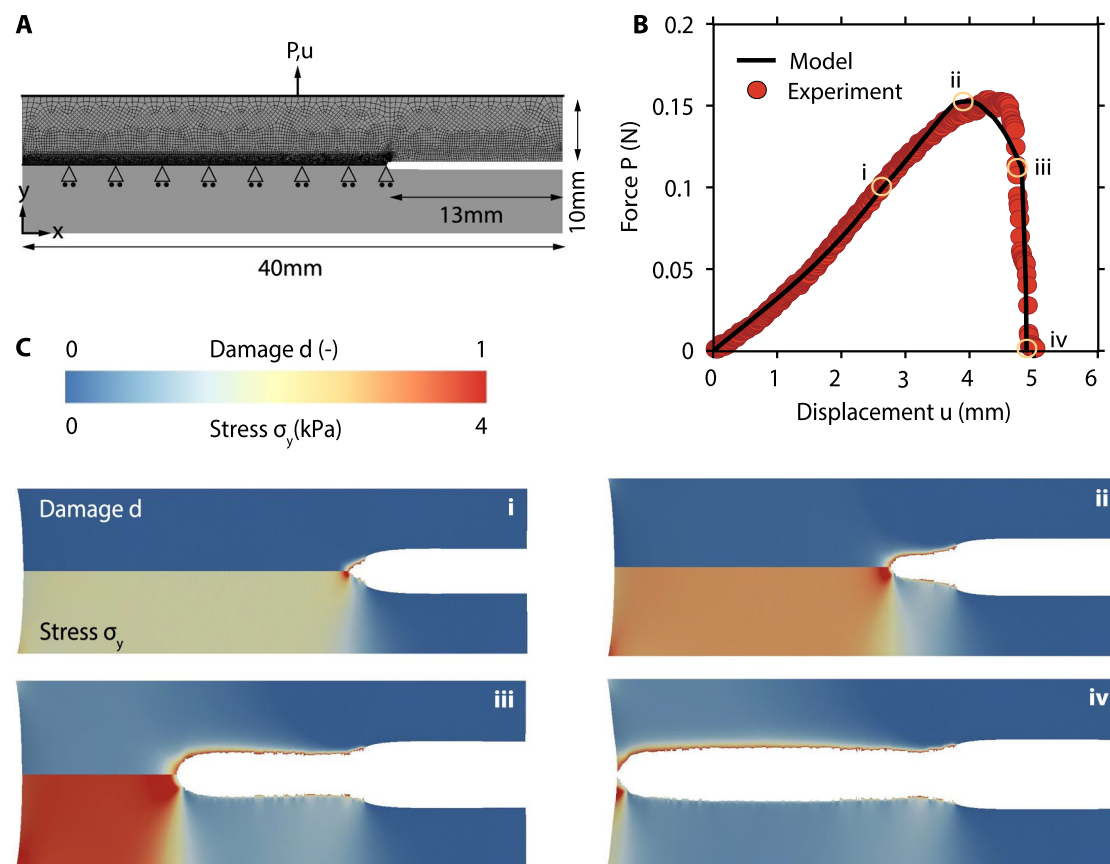 A
P,u
y
x
13mm
10mm
40mm
B
Force P (N)
0.2
0.15
0.1
0.05
0
Model
Experiment
i
ii
iii
iv
0 1 2 3 4 5 6
Displacement u (mm)
C
0 Damage d (-) 1
0 Stress σy(kPa) 4
Damage d
i
Stress σy
ii
iii
iv